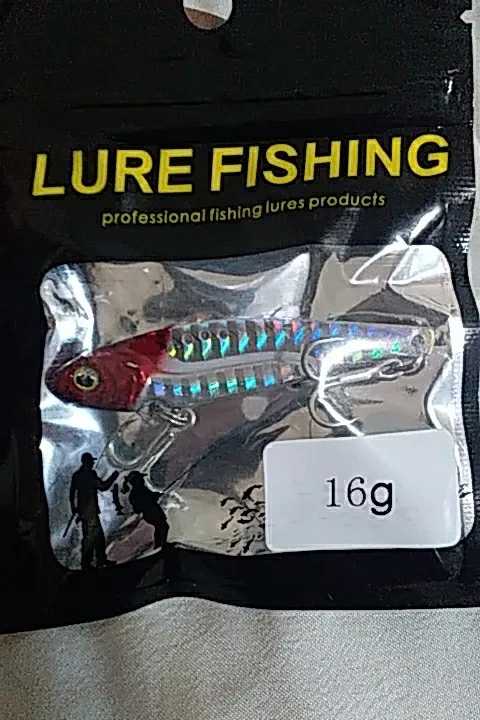 LURE FISHING
professional fishing lures products
16g